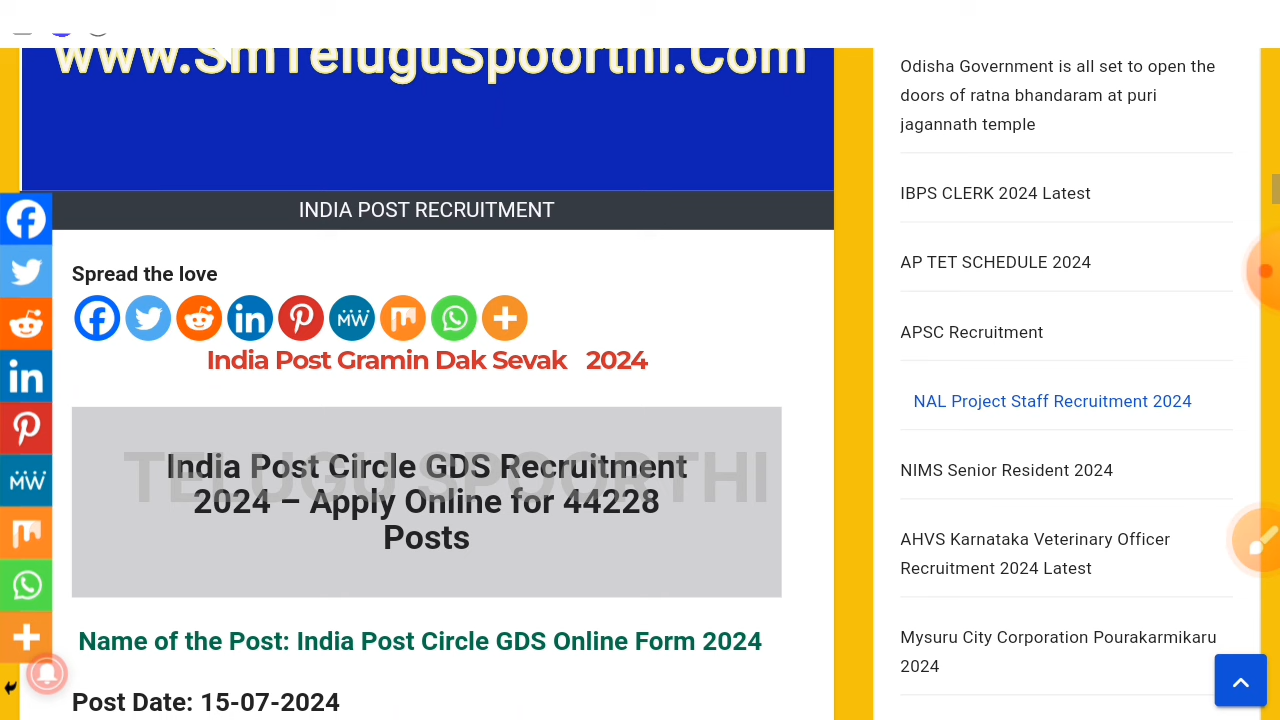 www.SmTeluguSpoorthi.Com
INDIA POST RECRUITMENT
Spread the love
India Post Gramin Dak Sevak 2024
TELUGU SPOORTHI
India Post Circle GDS Recruitment
2024 – Apply Online for 44228
Posts
Name of the Post: India Post Circle GDS Online Form 2024
Post Date: 15-07-2024
Odisha Government is all set to open the
doors of ratna bhandaram at puri
jagannath temple
IBPS CLERK 2024 Latest
AP TET SCHEDULE 2024
APSC Recruitment
NAL Project Staff Recruitment 2024
NIMS Senior Resident 2024
AHVS Karnataka Veterinary Officer
Recruitment 2024 Latest
Mysuru City Corporation Pourakarmikaru
2024